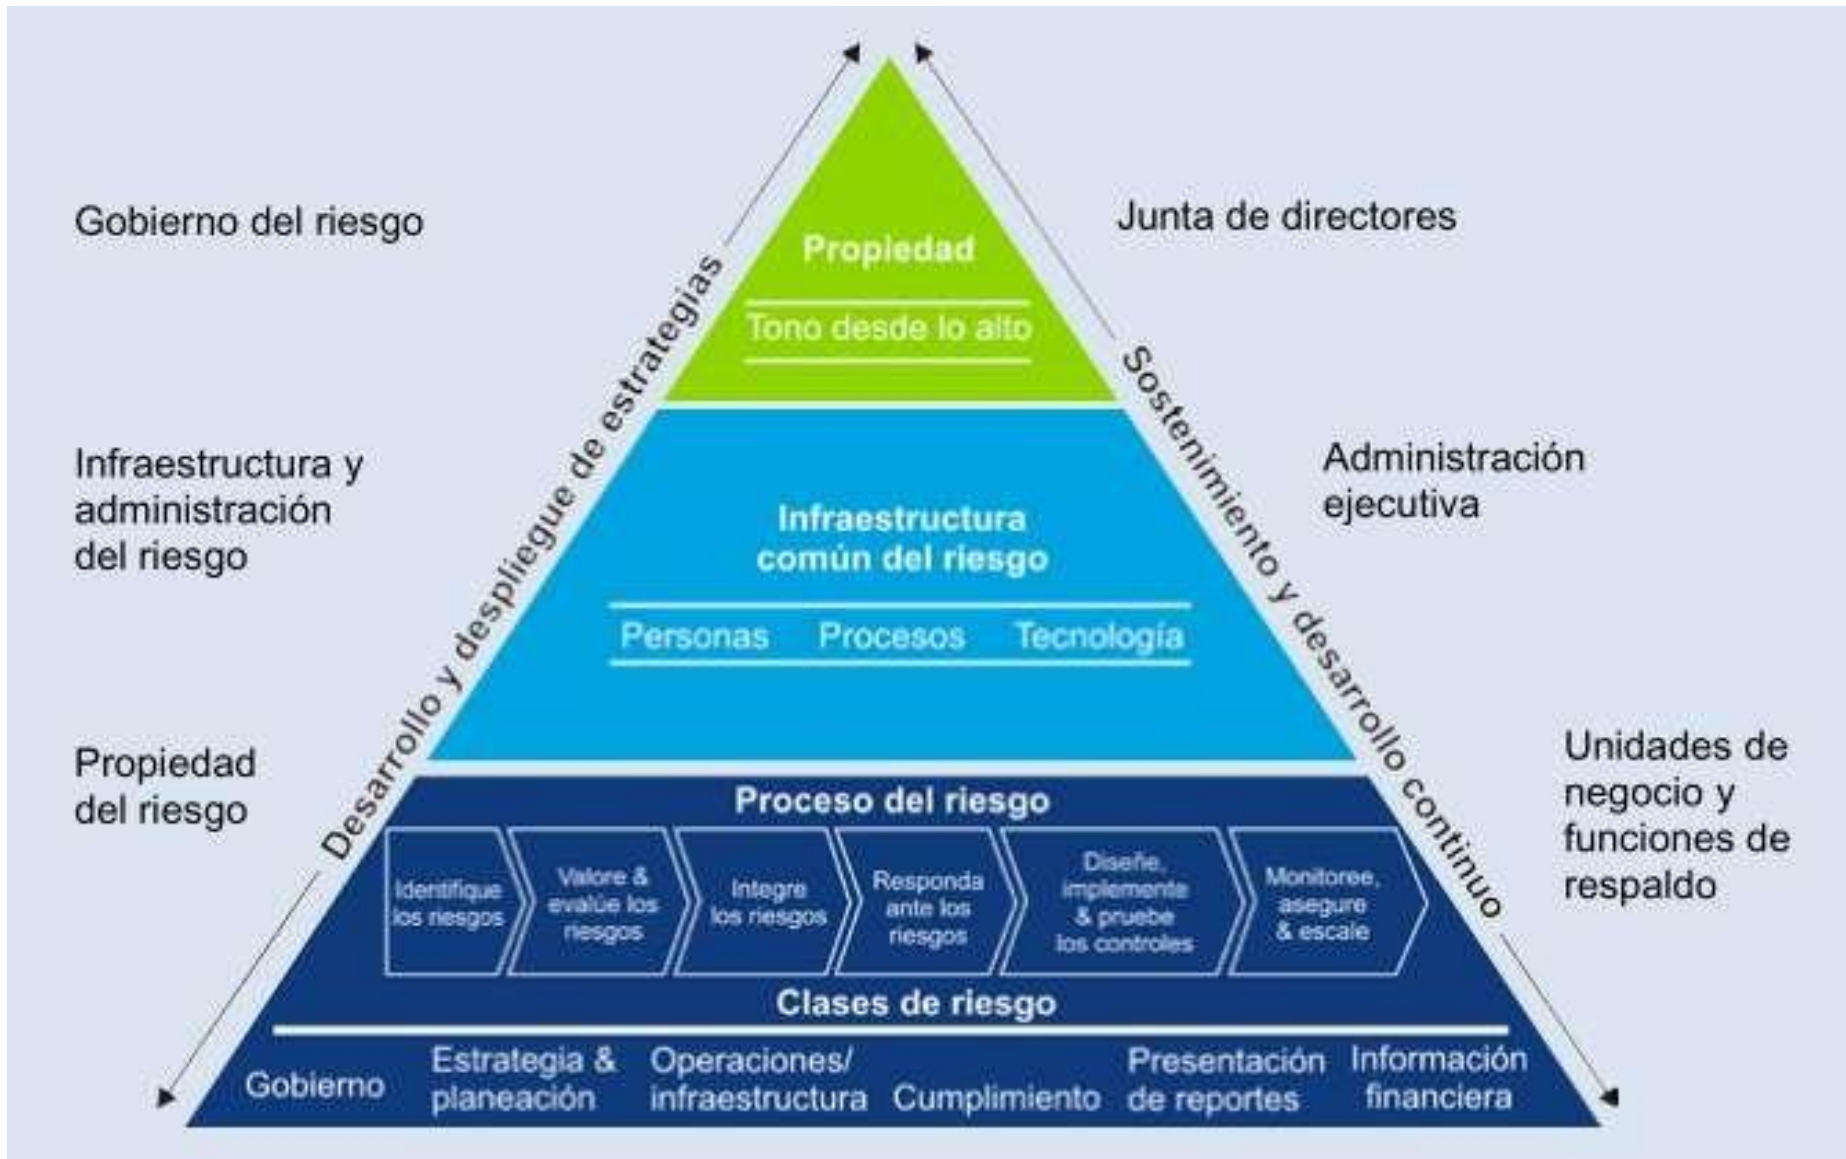 Gobierno del riesgo
Infraestructura y
administración
del riesgo
Propiedad
del riesgo
Desarrollo y despliegue de estrategias
Propiedad
Tono desde lo alto
Infraestructura
común del riesgo
Personas Procesos Tecnología
Proceso del riesgo
Identifique
los riesgos
Valore &
evalúe los
riesgos
Integre
los riesgos
Responda
ante los
riesgos
Diseñe,
implemente
& pruebe
los controles
Monitoree,
asegure
& escale
Clases de riesgo
Gobierno
Estrategia &
planeación
Operaciones/
infraestructura
Cumplimiento
Presentación
de reportes
Información
financiera
Sostenimiento y desarrollo continuo
Junta de directores
Administración
ejecutiva
Unidades de
negocio y
funciones de
respaldo